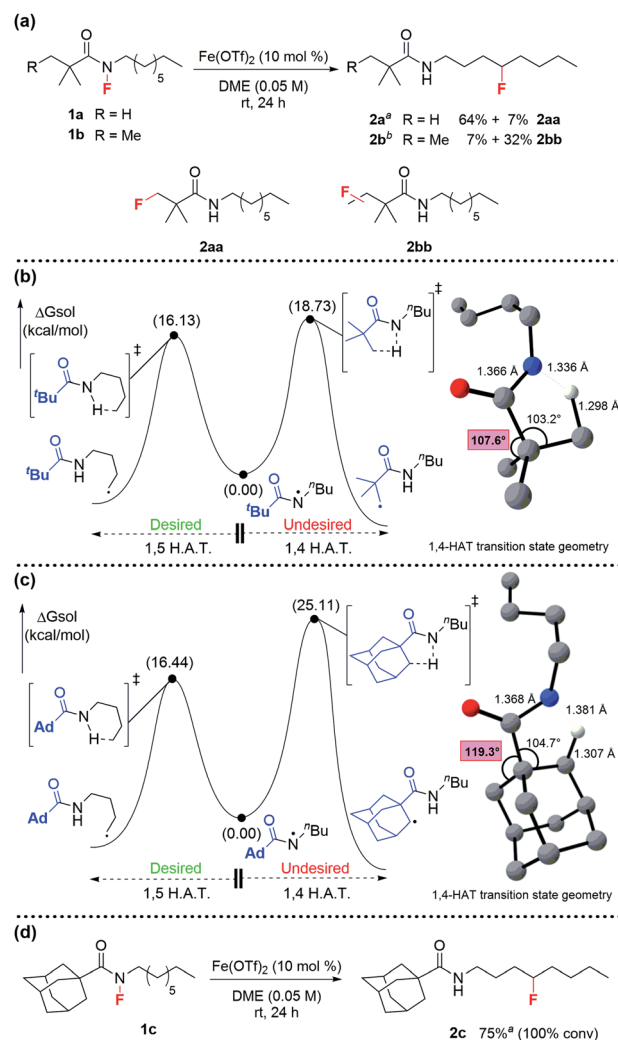 (a)
O
R
N
F
5
1a R = H
1b R = Me
Fe(OTf)2 (10 mol %)
DME (0.05 M)
rt, 24 h
O
R
N
H
F
2aᵃ R = H 64% + 7% 2aa
2bᵇ R = Me 7% + 32% 2bb
O
F
N
H
5
2aa
O
F
N
H
5
2bb
(b)
ΔGsol
(kcal/mol)
(16.13)
(18.73)
‡
O
ᵗBu
N
H
O
NH
ᵗBu
(0.00)
O
ᵗBu
N
ⁿBu
‡
O
N
ⁿBu
H
O
ⁿBu
NH
Desired
Undesired
1,5 H.A.T.
1,4 H.A.T.
1.366 Å
1.336 Å
1.298 Å
103.2°
107.6°
1,4-HAT transition state geometry
(c)
ΔGsol
(kcal/mol)
(16.44)
(25.11)
‡
O
Ad
N
H
O
NH
Ad
(0.00)
O
Ad
N
ⁿBu
‡
O
N
ⁿBu
H
O
ⁿBu
NH
Desired
Undesired
1,5 H.A.T.
1,4 H.A.T.
1.368 Å
1.381 Å
1.307 Å
104.7°
119.3°
1,4-HAT transition state geometry
(d)
O
N
F
5
1c
Fe(OTf)2 (10 mol %)
DME (0.05 M)
rt, 24 h
O
N
H
F
2c 75%ᵃ (100% conv)